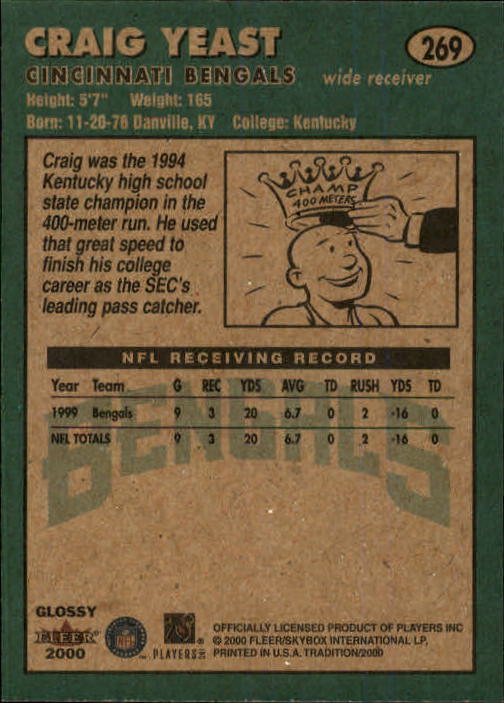 CRAIG YEAST
269
CINCINNATI BENGALS wide receiver
Height: 5'7" Weight: 165
Born: 11-20-76 Danville, KY College: Kentucky
Craig was the 1994
Kentucky high school
state champion in the
400-meter run. He used
that great speed to
finish his college
career as the SEC's
leading pass catcher.
CHAMP
400 METERS
NFL RECEIVING RECORD
Year Team G REC YDS AVG TD RUSH YDS TD
1999 Bengals 9 3 20 6.7 0 2 -16 0
NFL TOTALS 9 3 20 6.7 0 2 -16 0
BENGALS
GLOSSY
FLEER
2000
NFL
PLAYERS INC
OFFICIALLY LICENSED PRODUCT OF PLAYERS INC
© 2000 FLEER/SKYBOX INTERNATIONAL LP.
PRINTED IN U.S.A. TRADITION/2000